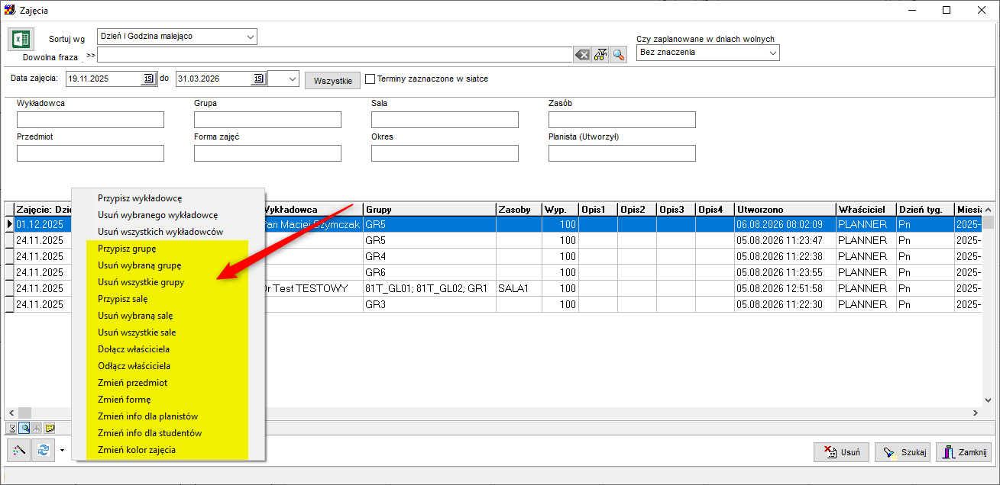 Zajęcia
Sortuj wg
Dzień i Godzina malejąco
Czy zaplanowane w dniach wolnych
Dowolna fraza
>>
Bez znaczenia
Data zajęcia:
19.11.2025
15
do
31.03.2026
15
Wszystkie
Terminy zaznaczone w siatce
Wykładowca
Grupa
Sala
Zasób
Przedmiot
Forma zajęć
Okres
Planista (Utworzył)
Zajęcie: Dzie
Wykładowca
Grupy
Zasoby
Wyp.
Opis1
Opis2
Opis3
Opis4
Utworzono
Właściciel
Dzień tyg.
Miesią
01.12.2025 Pan Maciej Szymczak GR5 100 06.08.2026 08:02:09 PLANNER Pn 2025-
24.11.2025 GR5 100 05.08.2026 11:23:47 PLANNER Pn 2025-
24.11.2025 GR4 100 05.08.2026 11:22:38 PLANNER Pn 2025-
24.11.2025 GR6 100 05.08.2026 11:23:55 PLANNER Pn 2025-
24.11.2025 Dr Test TESTOWY 81T_GL01; 81T_GL02; GR1 SALA1 100 05.08.2026 12:51:58 PLANNER Pn 2025-
24.11.2025 GR3 100 05.08.2026 11:22:30 PLANNER Pn 2025-
Przypisz wykładowcę
Usuń wybranego wykładowcę
Usuń wszystkich wykładowców
Przypisz grupę
Usuń wybraną grupę
Usuń wszystkie grupy
Przypisz salę
Usuń wybraną salę
Usuń wszystkie sale
Dołącz właściciela
Odłącz właściciela
Zmień przedmiot
Zmień formę
Zmień info dla planistów
Zmień info dla studentów
Zmień kolor zajęcia
Usuń
Szukaj
Zamknij